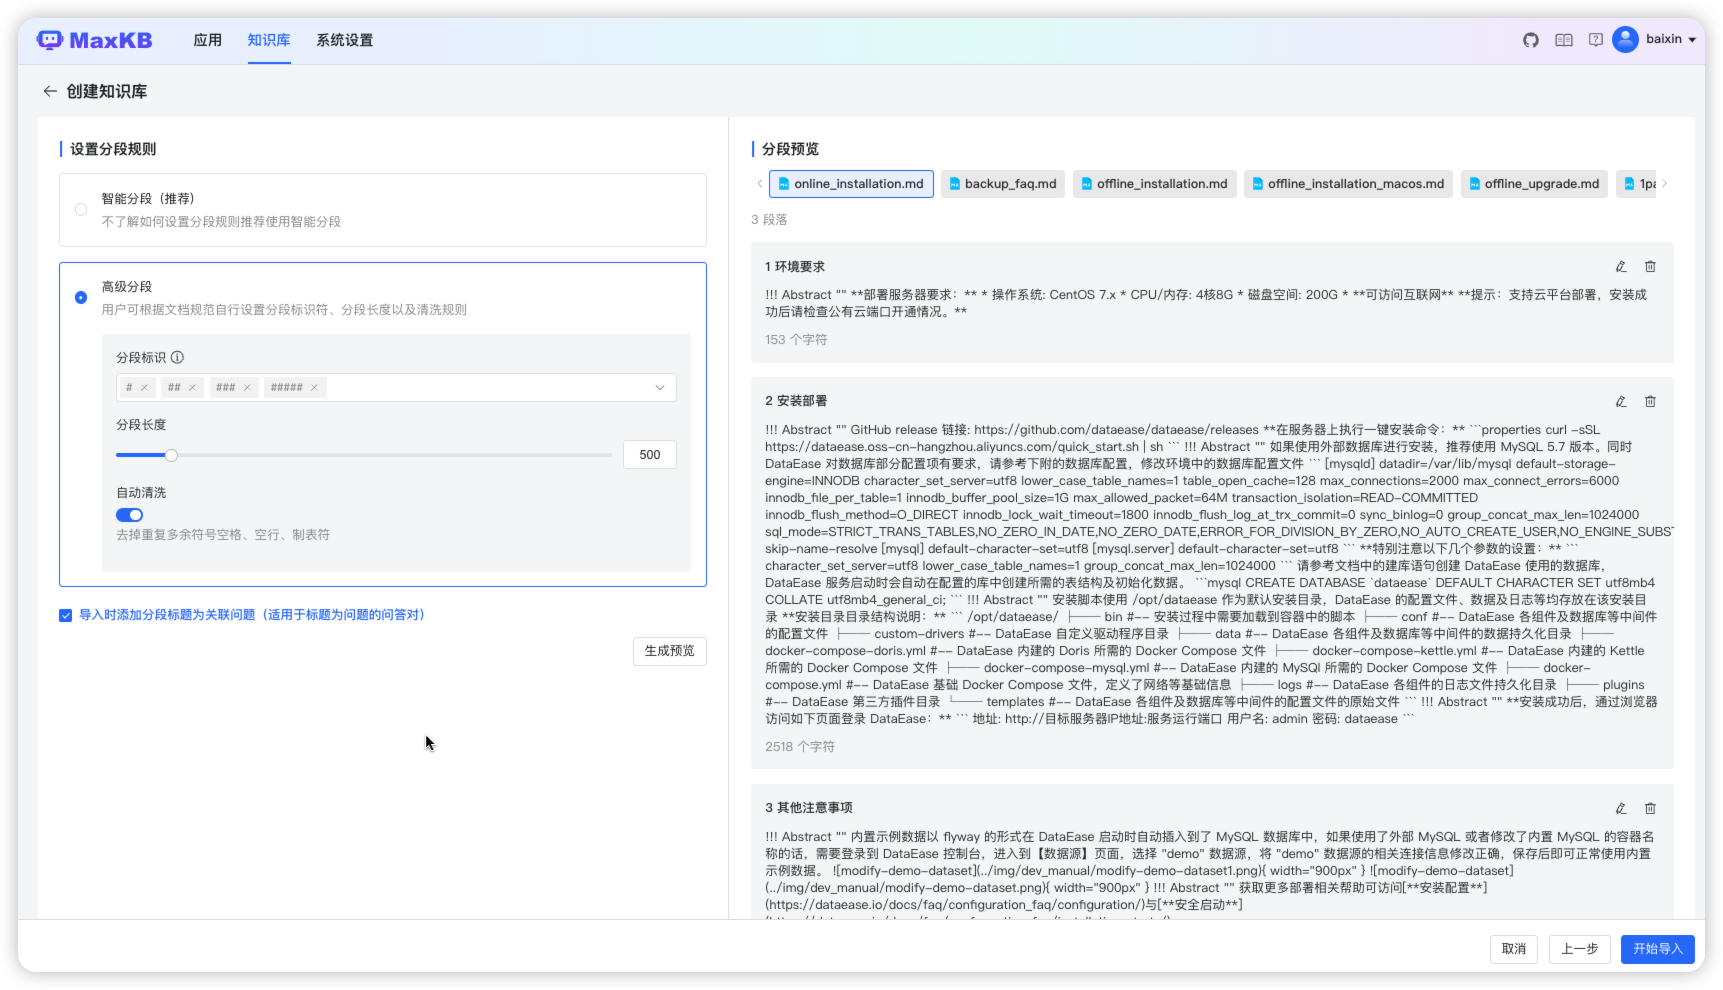 MaxKB
应用
知识库
系统设置
baixin
创建知识库
设置分段规则
智能分段（推荐）
不了解如何设置分段规则推荐使用智能分段
高级分段
用户可根据文档规范自行设置分段标识符、分段长度以及清洗规则
分段标识
# ## ### #####
分段长度
500
自动清洗
去掉重复多余符号空格、空行、制表符
导入时添加分段标题为关联问题（适用于标题为问题的问答对）
生成预览
分段预览
online_installation.md
backup_faq.md
offline_installation.md
offline_installation_macos.md
offline_upgrade.md
1pa
3 段落
1 环境要求
!!! Abstract "" **部署服务器要求：** * 操作系统: CentOS 7.x * CPU/内存: 4核8G * 磁盘空间: 200G * **可访问互联网** **提示：支持云平台部署，安装成
功后请检查公有云端口开通情况。**
153 个字符
2 安装部署
!!! Abstract "" GitHub release 链接: https://github.com/dataease/dataease/releases **在服务器上执行一键安装命令：** ```properties curl -sSL
https://dataease.oss-cn-hangzhou.aliyuncs.com/quick_start.sh | sh ``` !!! Abstract "" 如果使用外部数据库进行安装，推荐使用 MySQL 5.7 版本。同时
DataEase 对数据库部分配置项有要求，请参考下附的数据库配置，修改环境中的数据库配置文件 ``` [mysqld] datadir=/var/lib/mysql default-storage-
engine=INNODB character_set_server=utf8 lower_case_table_names=1 table_open_cache=128 max_connections=2000 max_connect_errors=6000
innodb_file_per_table=1 innodb_buffer_pool_size=1G max_allowed_packet=64M transaction_isolation=READ-COMMITTED
innodb_flush_method=O_DIRECT innodb_lock_wait_timeout=1800 innodb_flush_log_at_trx_commit=0 sync_binlog=0 group_concat_max_len=1024000
sql_mode=STRICT_TRANS_TABLES,NO_ZERO_IN_DATE,NO_ZERO_DATE,ERROR_FOR_DIVISION_BY_ZERO,NO_AUTO_CREATE_USER,NO_ENGINE_SUBST
skip-name-resolve [mysql] default-character-set=utf8 [mysql.server] default-character-set=utf8 ``` **特别注意以下几个参数的设置：** ```
character_set_server=utf8 lower_case_table_names=1 group_concat_max_len=1024000 ``` 请参考文档中的建库语句创建 DataEase 使用的数据库，
DataEase 服务启动时会自动在配置的库中创建所需的表结构及初始化数据。 ```mysql CREATE DATABASE `dataease` DEFAULT CHARACTER SET utf8mb4
COLLATE utf8mb4_general_ci; ``` !!! Abstract "" 安装脚本使用 /opt/dataease 作为默认安装目录，DataEase 的配置文件、数据及日志等均存放在该安装目
录 **安装目录目录结构说明：** ``` /opt/dataease/ ├── bin #-- 安装过程中需要加载到容器中的脚本 ├── conf #-- DataEase 各组件及数据库等中间件
的配置文件 ├── custom-drivers #-- DataEase 自定义驱动程序目录 ├── data #-- DataEase 各组件及数据库等中间件的数据持久化目录 ├──
docker-compose-doris.yml #-- DataEase 内建的 Doris 所需的 Docker Compose 文件 ├── docker-compose-kettle.yml #-- DataEase 内建的 Kettle
所需的 Docker Compose 文件 ├── docker-compose-mysql.yml #-- DataEase 内建的 MySQl 所需的 Docker Compose 文件 ├── docker-
compose.yml #-- DataEase 基础 Docker Compose 文件，定义了网络等基础信息 ├── logs #-- DataEase 各组件的日志文件持久化目录 ├── plugins
#-- DataEase 第三方插件目录 └── templates #-- DataEase 各组件及数据库等中间件的配置文件的原始文件 ``` !!! Abstract "" **安装成功后，通过浏览器
访问如下页面登录 DataEase：** ``` 地址: http://目标服务器IP地址:服务运行端口 用户名: admin 密码: dataease ```
2518 个字符
3 其他注意事项
!!! Abstract "" 内置示例数据以 flyway 的形式在 DataEase 启动时自动插入到了 MySQL 数据库中，如果使用了外部 MySQL 或者修改了内置 MySQL 的容器名
称的话，需要登录到 DataEase 控制台，进入到【数据源】页面，选择 "demo" 数据源，将 "demo" 数据源的相关连接信息修改正确，保存后即可正常使用内置
示例数据。 ![modify-demo-dataset](../img/dev_manual/modify-demo-dataset1.png){ width="900px" } ![modify-demo-dataset]
(../img/dev_manual/modify-demo-dataset.png){ width="900px" } !!! Abstract "" 获取更多部署相关帮助可访问[**安装配置**]
(https://dataease.io/docs/faq/configuration_faq/configuration/)与[**安全启动**]
取消
上一步
开始导入